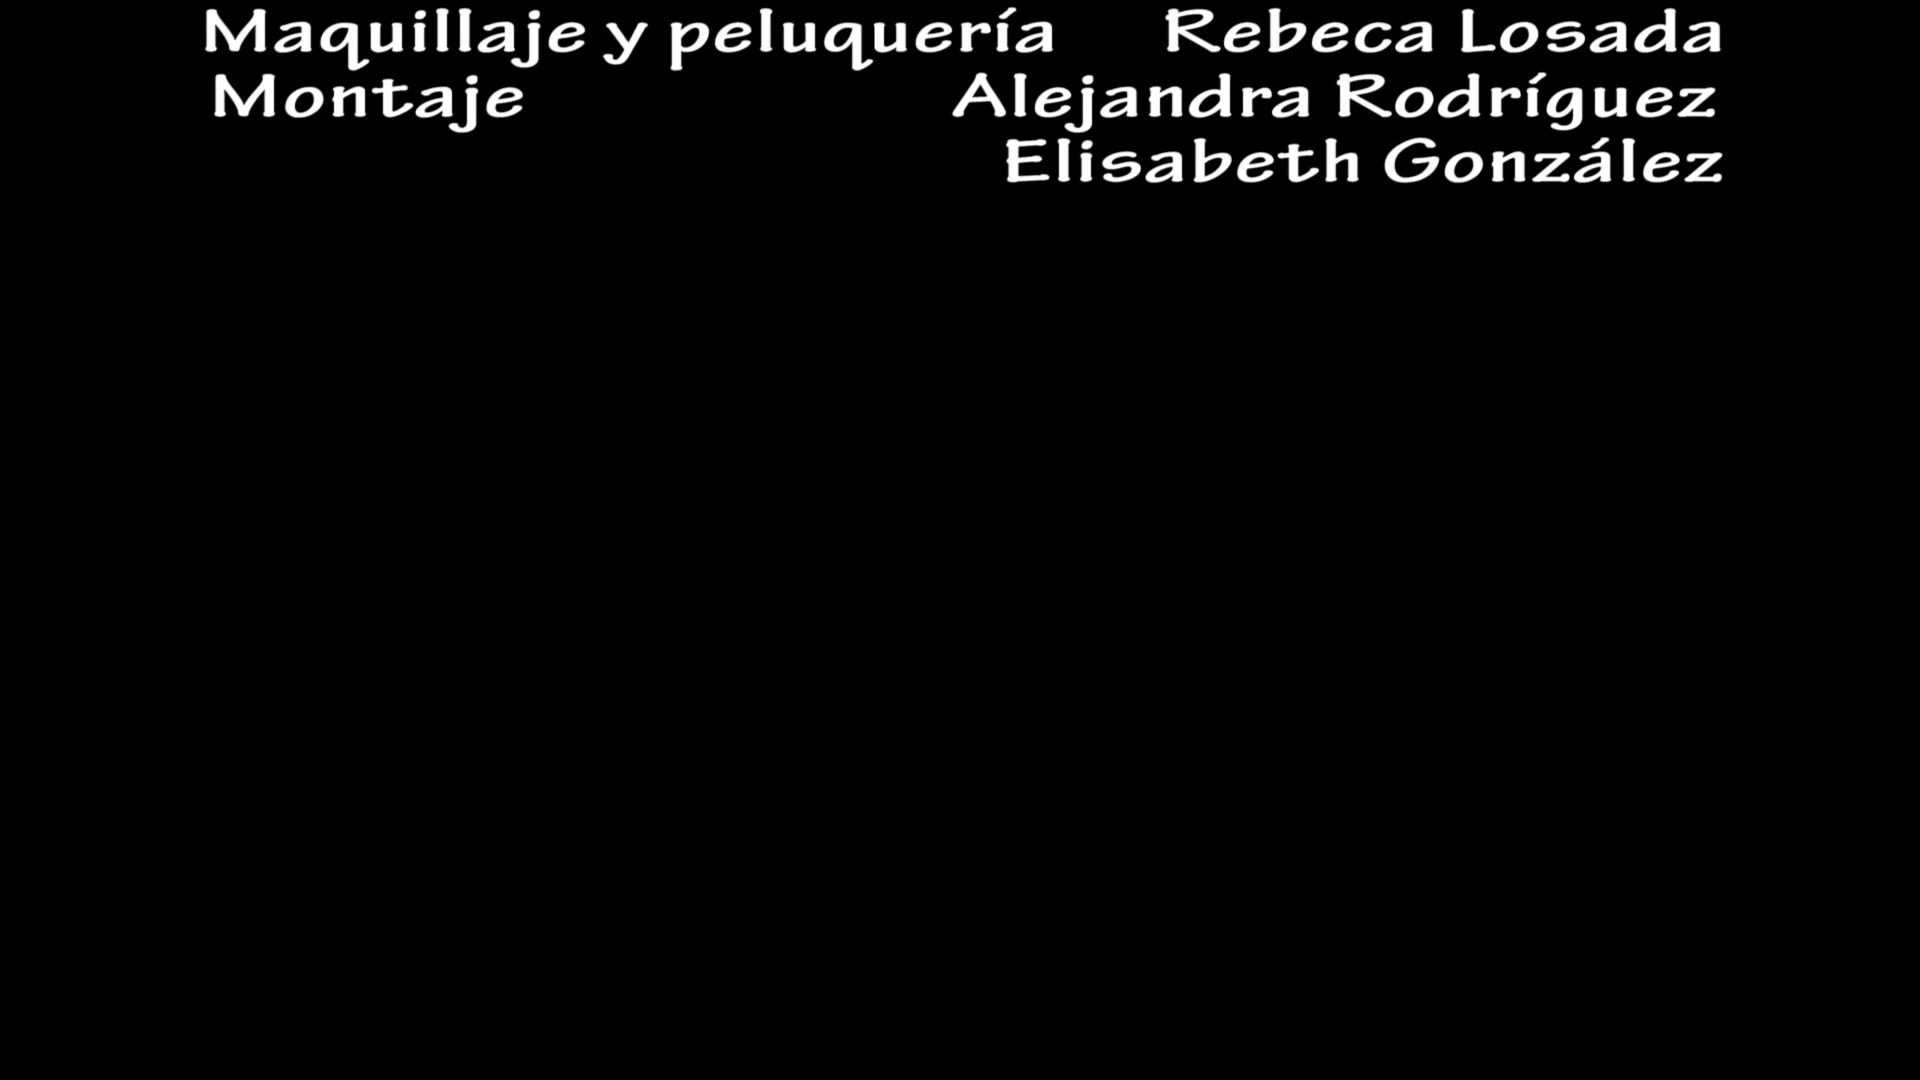 Maquillaje y peluquería Rebeca Losada
Montaje Alejandra Rodríguez
Elisabeth González